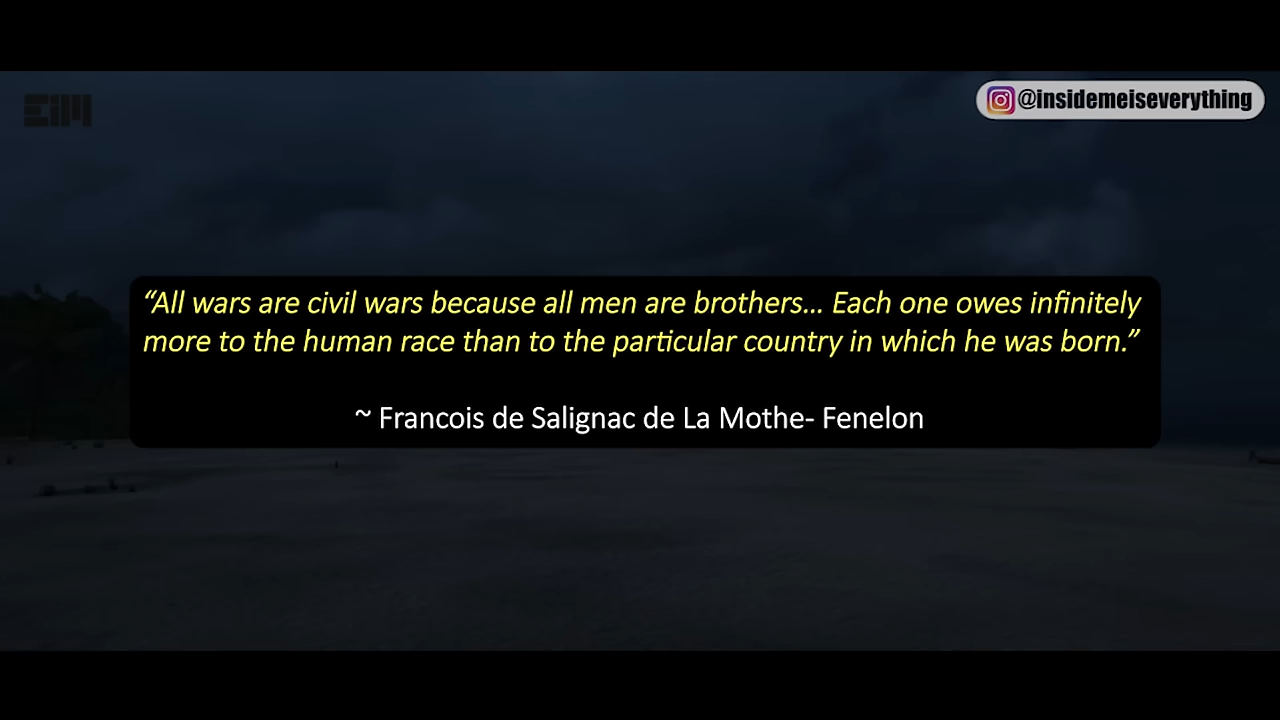 EiM
@insidemeiseverything
“All wars are civil wars because all men are brothers... Each one owes infinitely
more to the human race than to the particular country in which he was born.”
~ Francois de Salignac de La Mothe- Fenelon